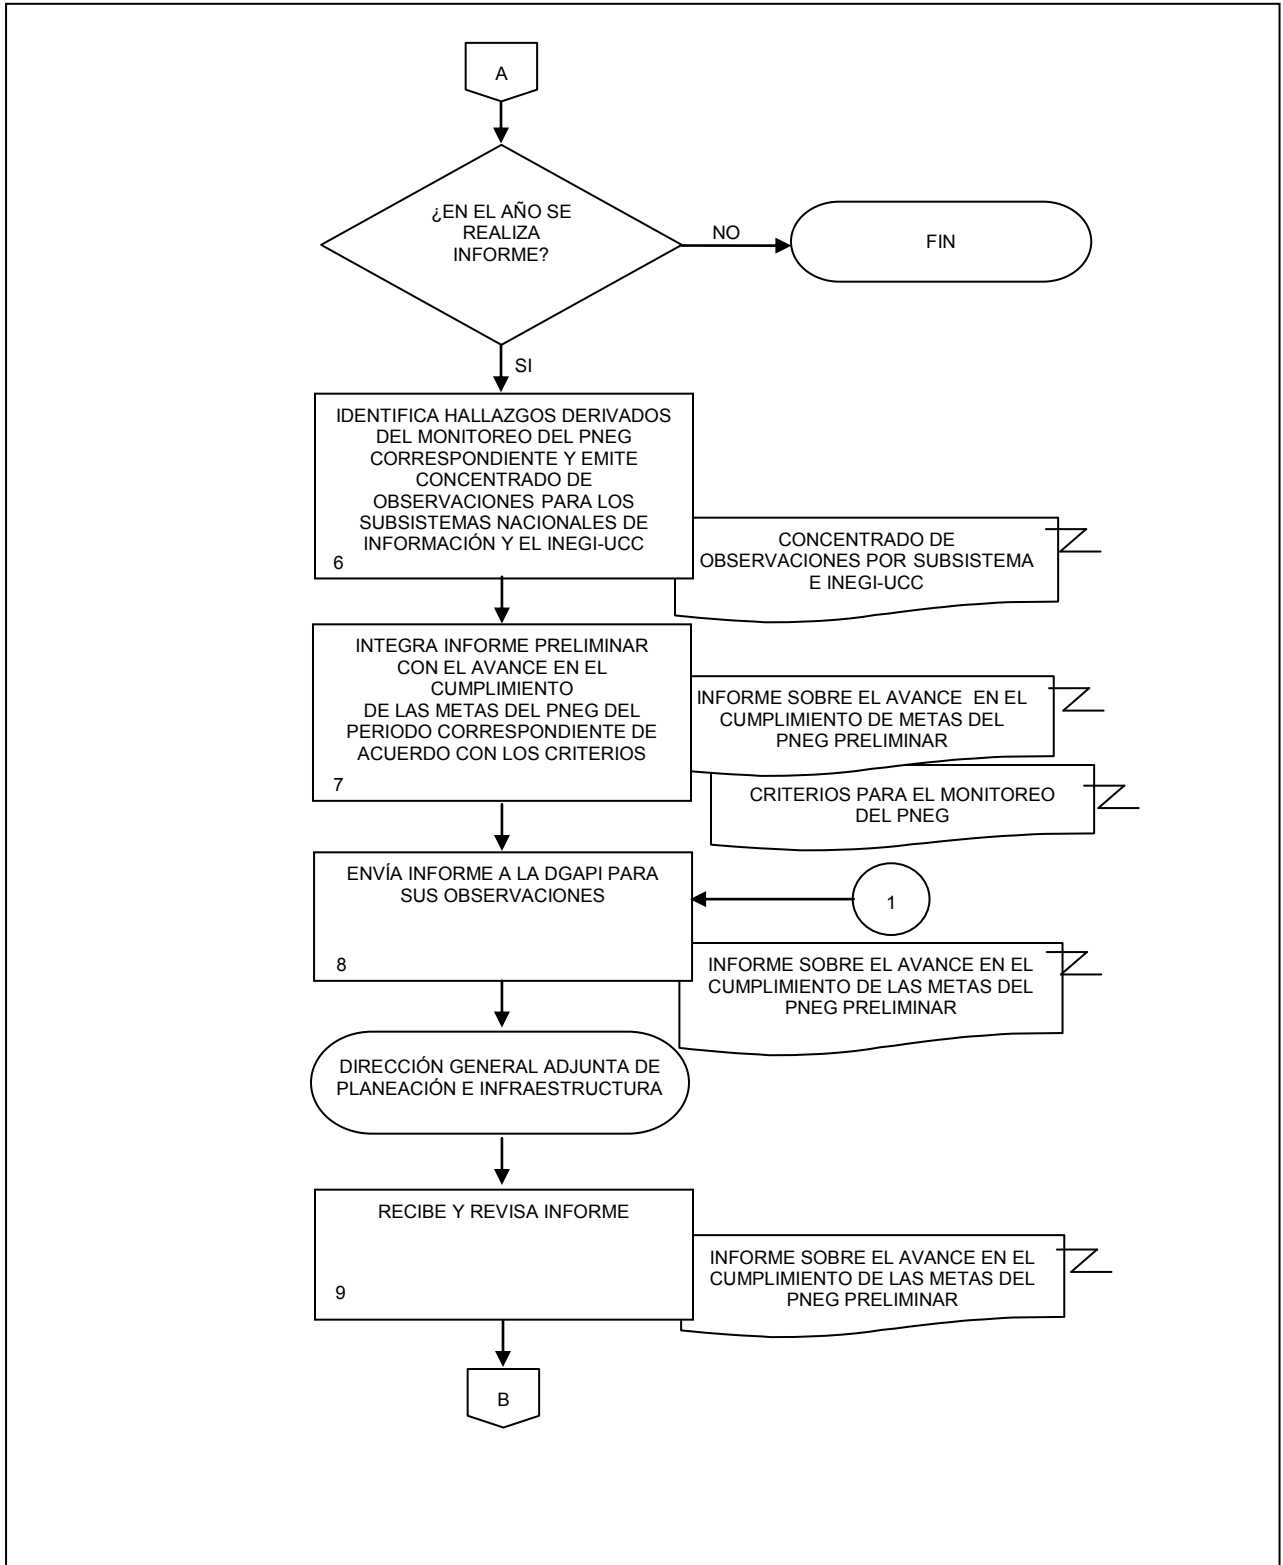 A
¿EN EL AÑO SE
REALIZA
INFORME?
NO
FIN
SI
IDENTIFICA HALLAZGOS DERIVADOS
DEL MONITOREO DEL PNEG
CORRESPONDIENTE Y EMITE
CONCENTRADO DE
OBSERVACIONES PARA LOS
SUBSISTEMAS NACIONALES DE
INFORMACIÓN Y EL INEGI-UCC
6
CONCENTRADO DE
OBSERVACIONES POR SUBSISTEMA
E INEGI-UCC
INTEGRA INFORME PRELIMINAR
CON EL AVANCE EN EL
CUMPLIMIENTO
DE LAS METAS DEL PNEG DEL
PERIODO CORRESPONDIENTE DE
ACUERDO CON LOS CRITERIOS
7
INFORME SOBRE EL AVANCE EN EL
CUMPLIMIENTO DE METAS DEL
PNEG PRELIMINAR
CRITERIOS PARA EL MONITOREO
DEL PNEG
ENVÍA INFORME A LA DGAPI PARA
SUS OBSERVACIONES
8
1
INFORME SOBRE EL AVANCE EN EL
CUMPLIMIENTO DE LAS METAS DEL
PNEG PRELIMINAR
DIRECCIÓN GENERAL ADJUNTA DE
PLANEACIÓN E INFRAESTRUCTURA
RECIBE Y REVISA INFORME
9
INFORME SOBRE EL AVANCE EN EL
CUMPLIMIENTO DE LAS METAS DEL
PNEG PRELIMINAR
B